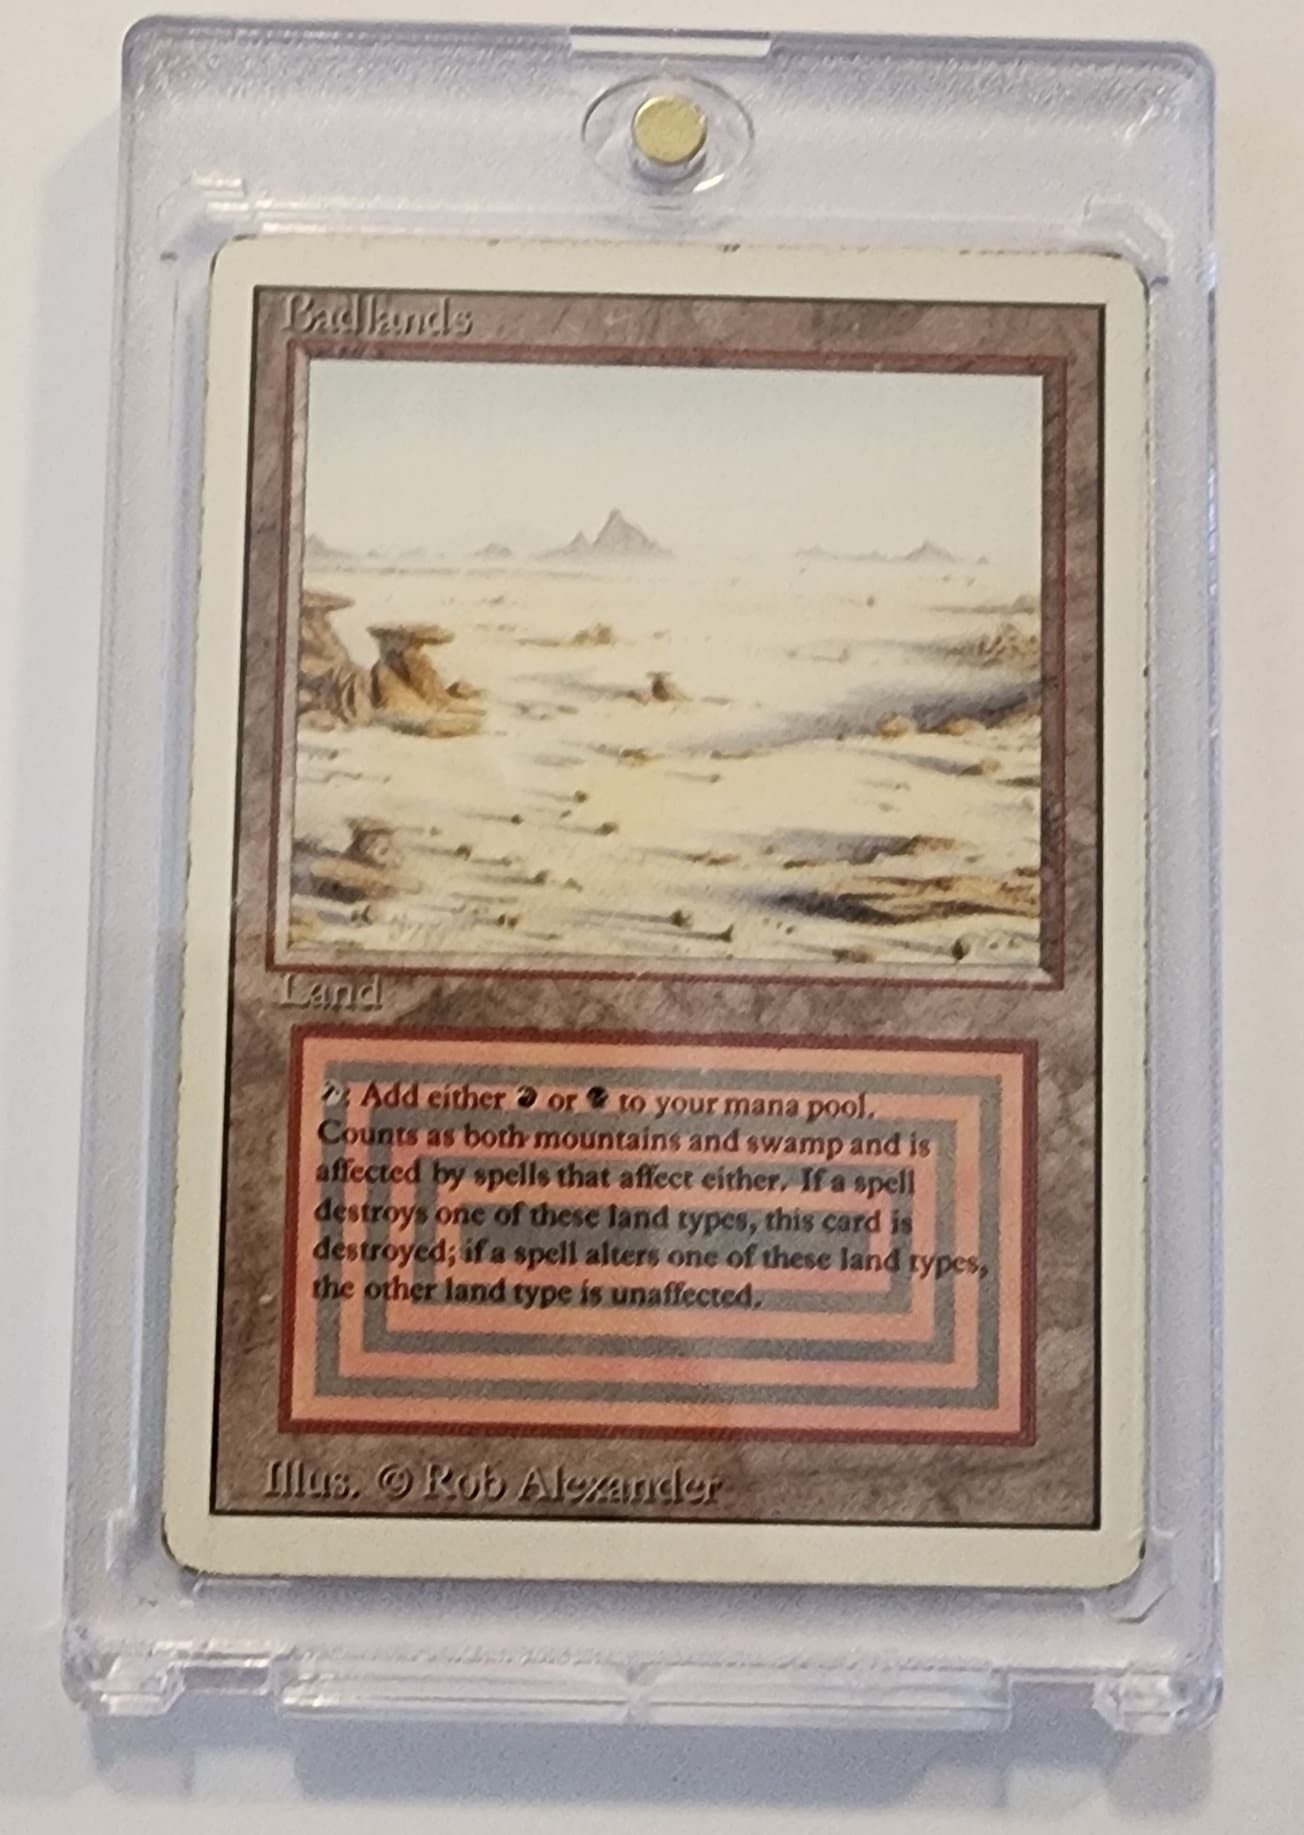 Badlands
Land
: Add either or to your mana pool.
Counts as both mountains and swamp and is
affected by spells that affect either. If a spell
destroys one of these land types, this card is
destroyed; if a spell alters one of these land types,
the other land type is unaffected.
Illus. © Rob Alexander